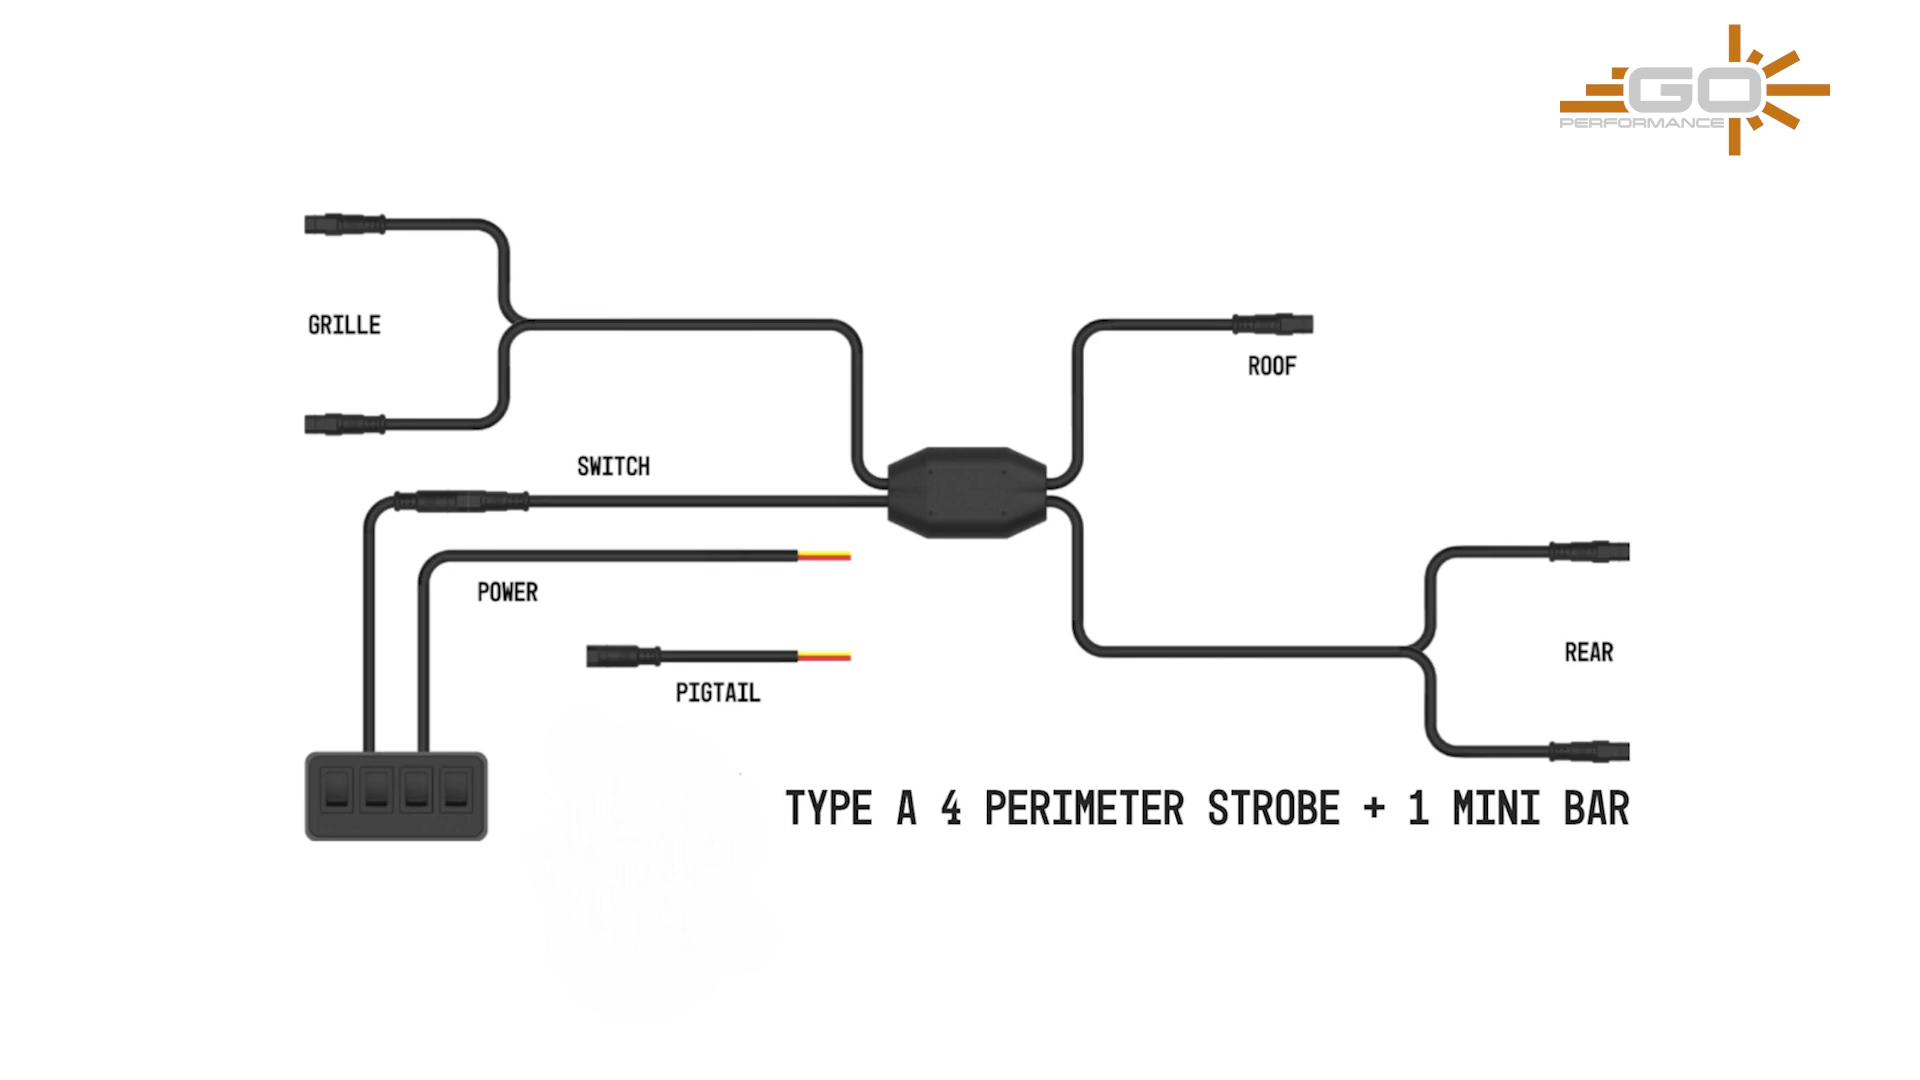 GO
PERFORMANCE
GRILLE
ROOF
SWITCH
POWER
REAR
PIGTAIL
TYPE A 4 PERIMETER STROBE + 1 MINI BAR